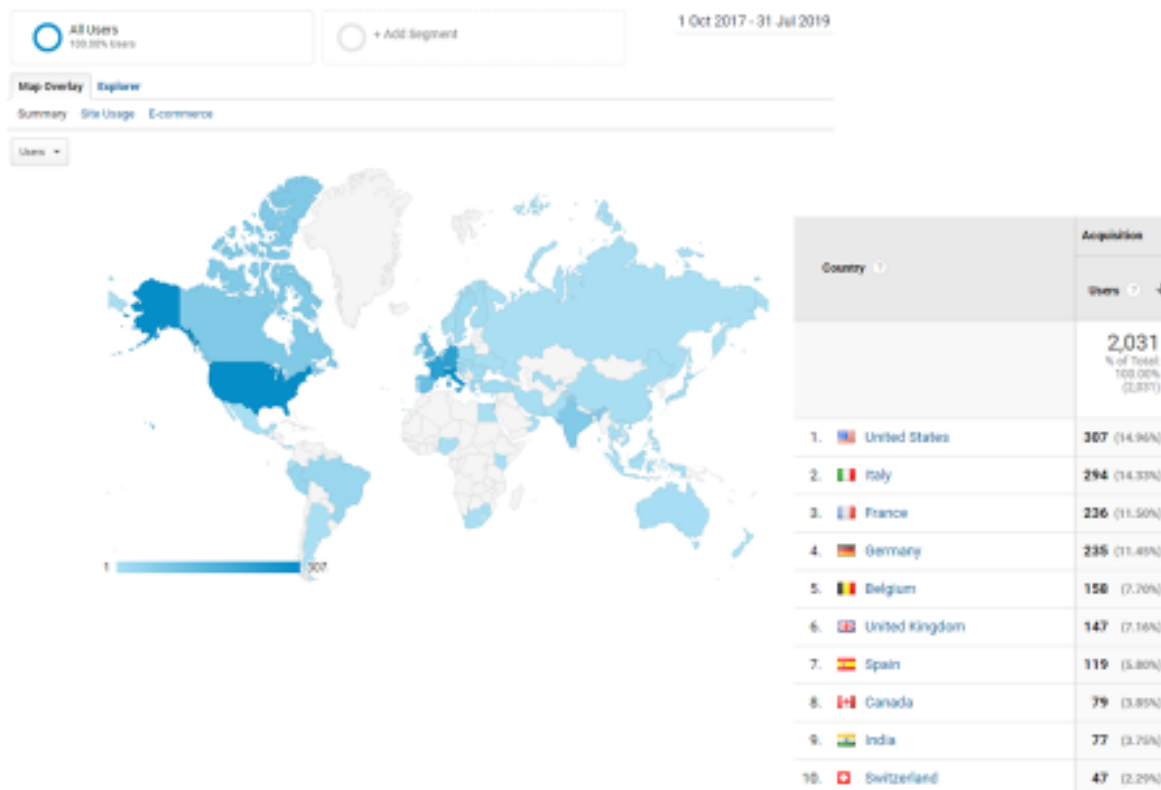 All Users
100.00% Users
+ Add Segment
1 Oct 2017 - 31 Jul 2019
Map Overlay Explorer
Summary Site Usage E-commerce
Users
1 307
Country ? Acquisition
Users ?
2,031
% of Total:
100.00%
(2,031)
1. United States 307 (14.96%)
2. Italy 294 (14.33%)
3. France 236 (11.50%)
4. Germany 235 (11.45%)
5. Belgium 158 (7.70%)
6. United Kingdom 147 (7.16%)
7. Spain 119 (5.80%)
8. Canada 79 (3.85%)
9. India 77 (3.75%)
10. Switzerland 47 (2.29%)